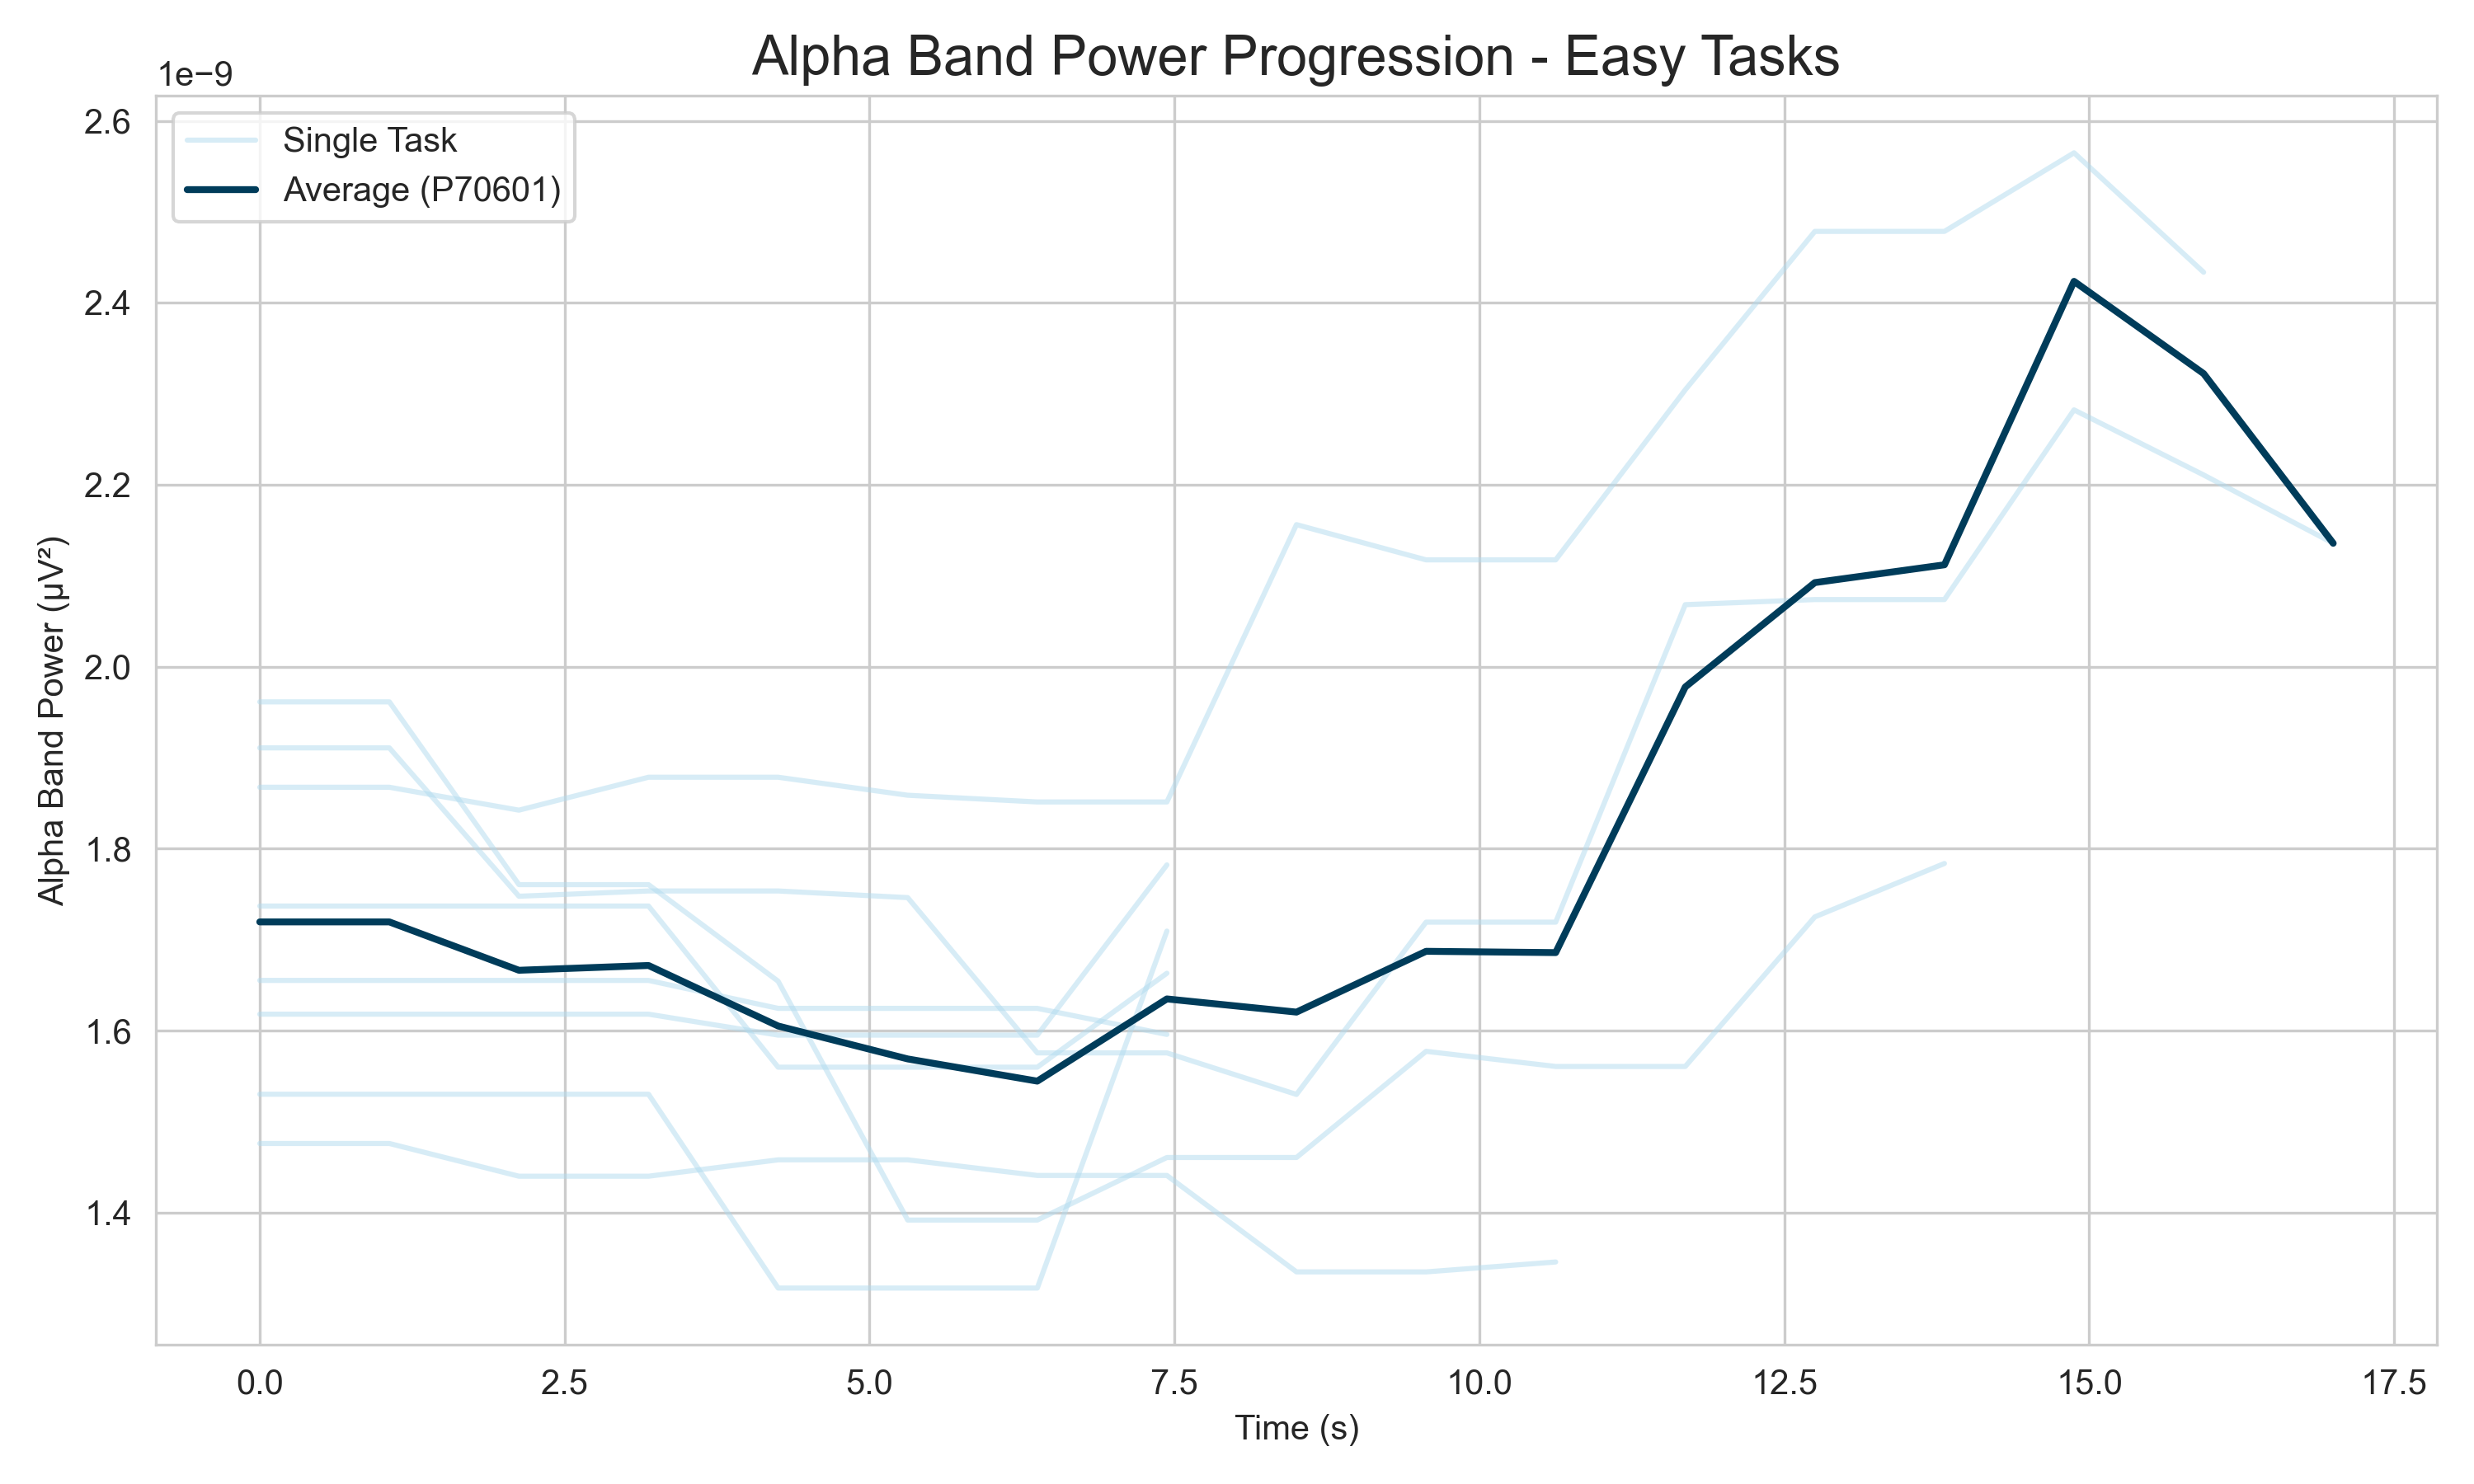 Alpha Band Power Progression - Easy Tasks
1e−9
2.6
2.4
2.2
2.0
1.8
1.6
1.4
Single Task
Average (P70601)
Alpha Band Power (µV²)
0.0 2.5 5.0 7.5 10.0 12.5 15.0 17.5
Time (s)